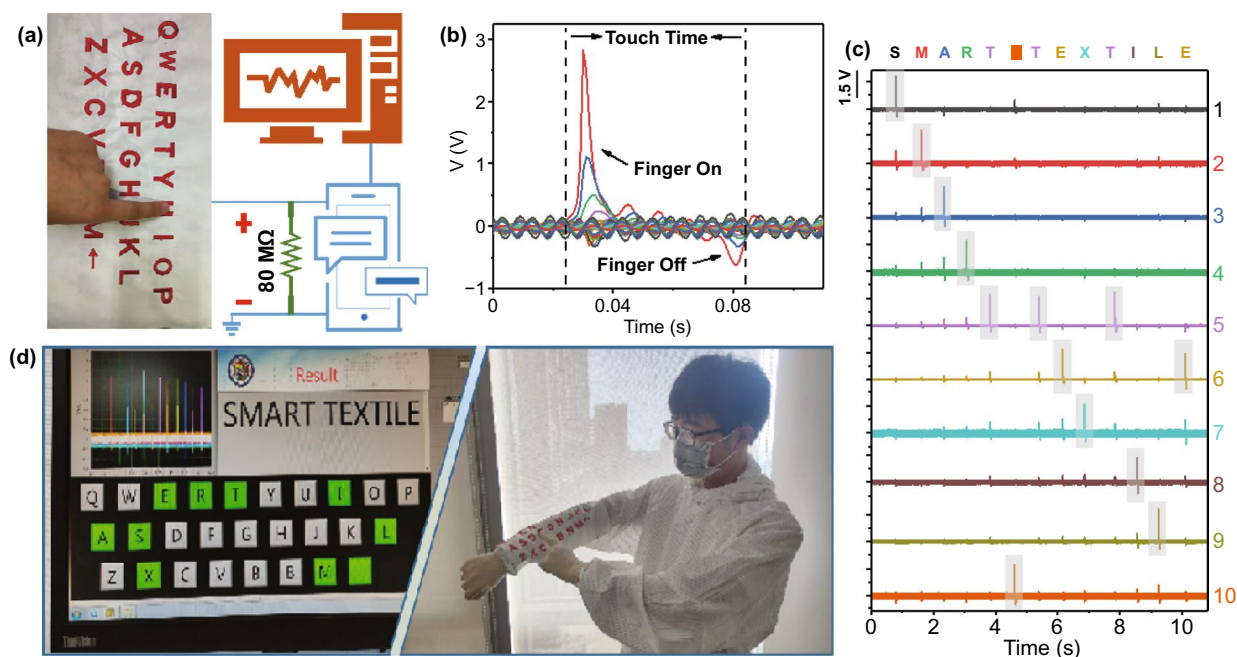 (a)
Q W E R T Y U I O P
A S D F G H J K L
Z X C V M ←
+
80 MΩ
−
(b)
V (V)
3
2
1
0
−1
Touch Time
Finger On
Finger Off
0.04
0.08
Time (s)
(c)
S M A R T T E X T I L E
1.5 V
1
2
3
4
5
6
7
8
9
10
0 2 4 6 8 10
Time (s)
(d)
Result
SMART TEXTILE
Q W E R T Y U I O P
A S D F G H J K L
Z X C V B B M